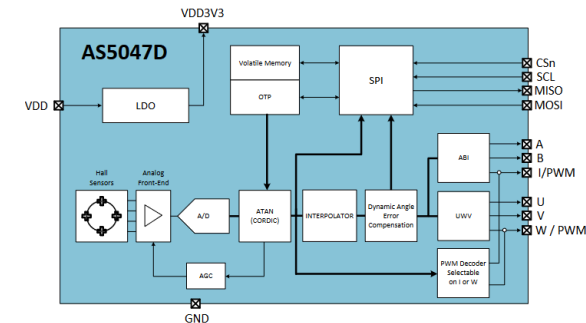 VDD3V3
AS5047D
Volatile Memory
OTP
SPI
CSn
SCL
MISO
MOSI
VDD
LDO
Hall
Sensors
Analog
Front-End
A/D
ATAN
(CORDIC)
INTERPOLATOR
Dynamic Angle
Error
Compensation
ABI
A
B
I/PWM
UWV
U
V
W / PWM
AGC
PWM Decoder
Selectable
on I or W
GND